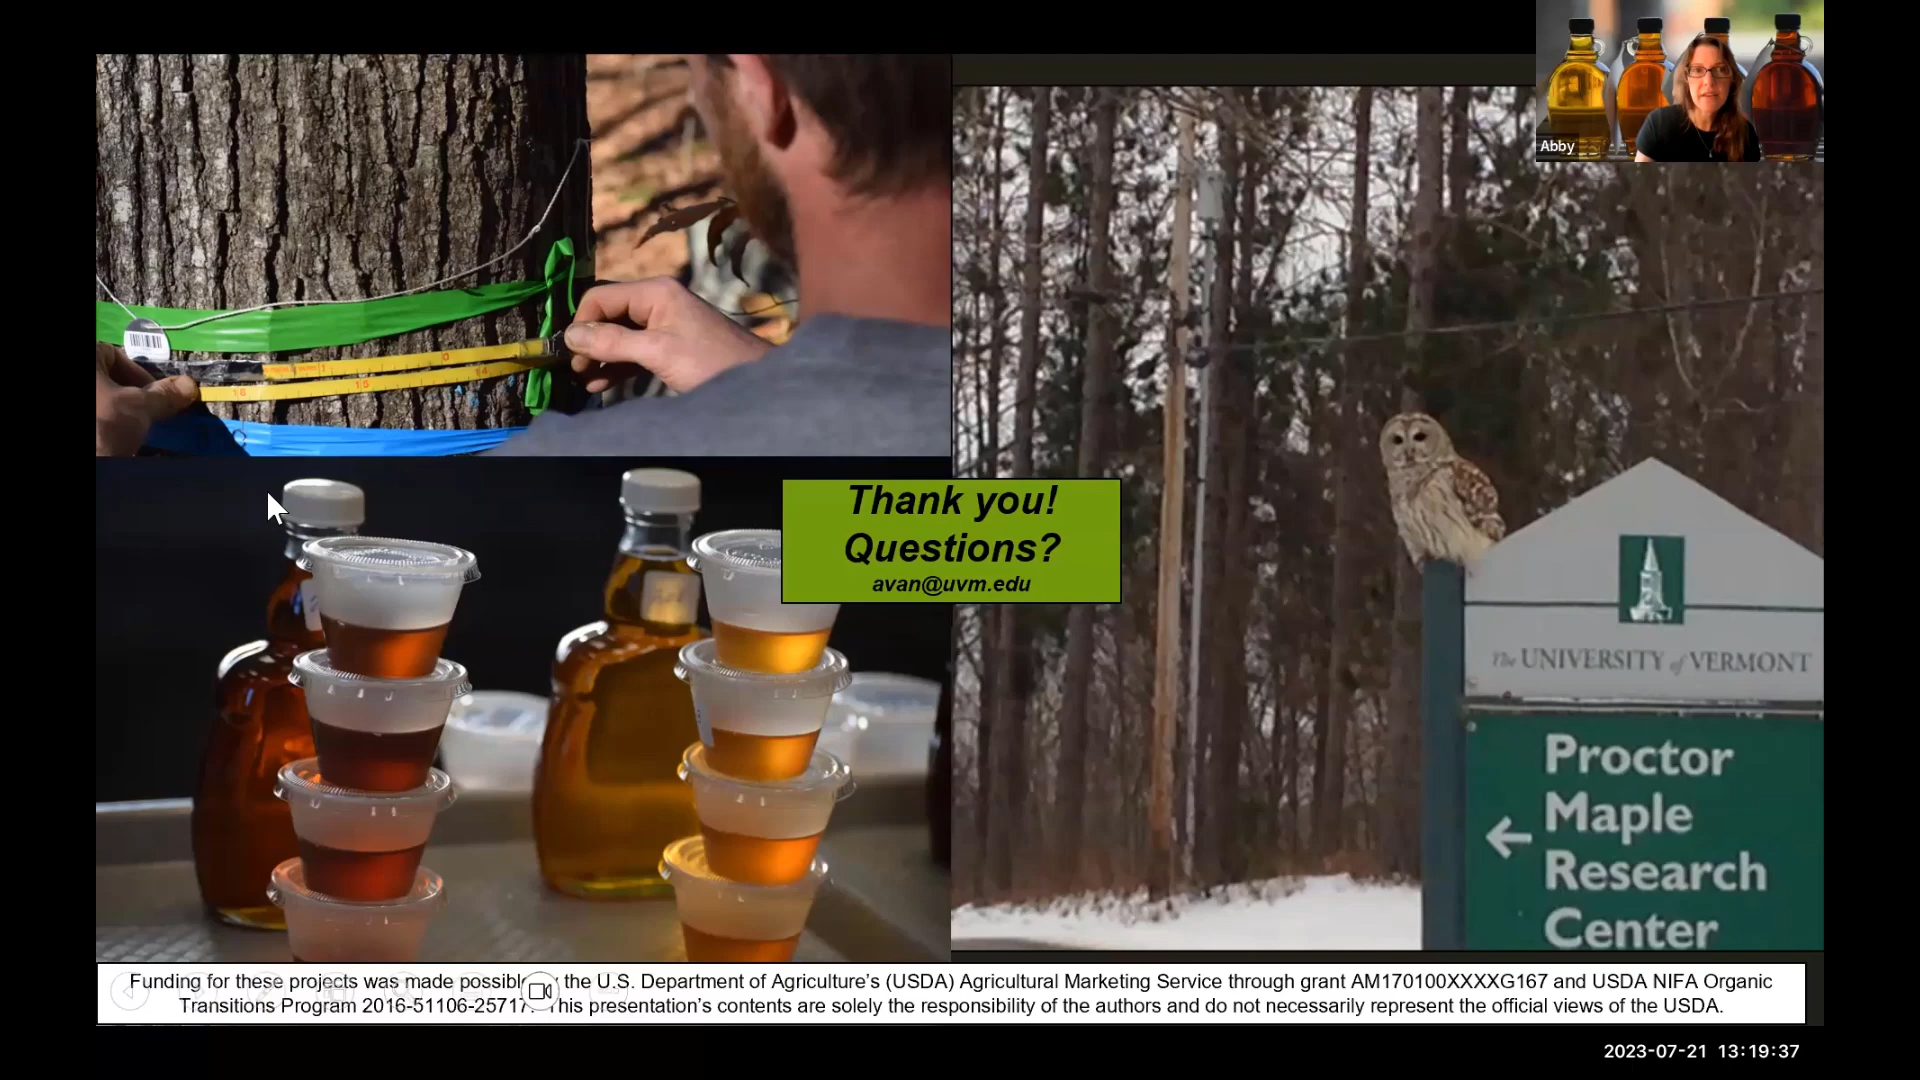 Abby
Thank you!
Questions?
avan@uvm.edu
The UNIVERSITY of VERMONT
Proctor
Maple
Research
Center
Funding for these projects was made possible the U.S. Department of Agriculture's (USDA) Agricultural Marketing Service through grant AM170100XXXXG167 and USDA NIFA Organic
Transitions Program 2016-51106-25717. This presentation's contents are solely the responsibility of the authors and do not necessarily represent the official views of the USDA.
2023-07-21 13:19:37